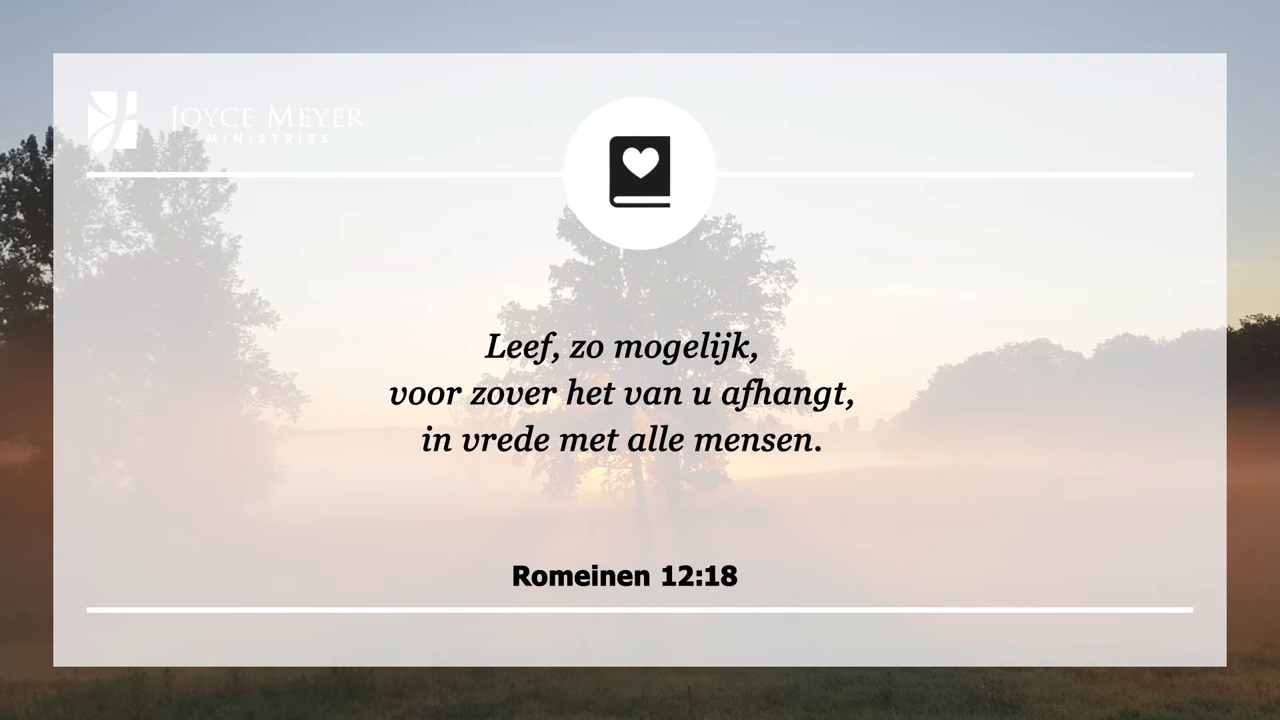 JOYCE MEYER
MINISTRIES
Leef, zo mogelijk,
voor zover het van u afhangt,
in vrede met alle mensen.
Romeinen 12:18